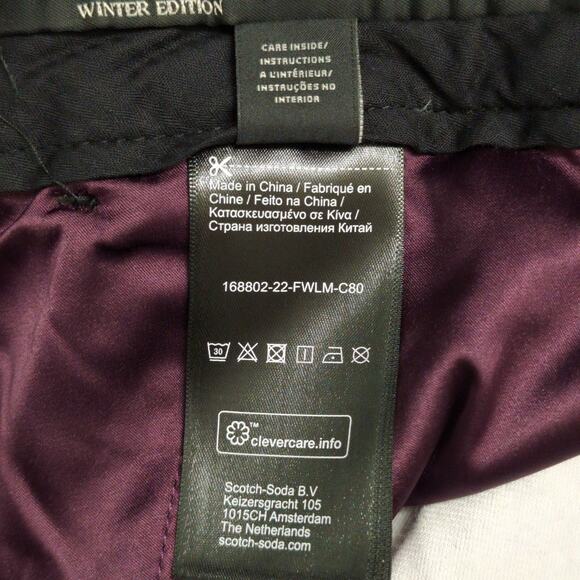 WINTER EDITION
CARE INSIDE/
INSTRUCTIONS
A L'INTÉRIEUR/
INSTRUÇÕES NO
INTERIOR
Made in China / Fabriqué en
Chine / Feito na China /
Κατασκευασμένο σε Κίνα /
Страна изготовления Китай
168802-22-FWLM-C80
30
™
clevercare.info
Scotch-Soda B.V
Keizersgracht 105
1015CH Amsterdam
The Netherlands
scotch-soda.com